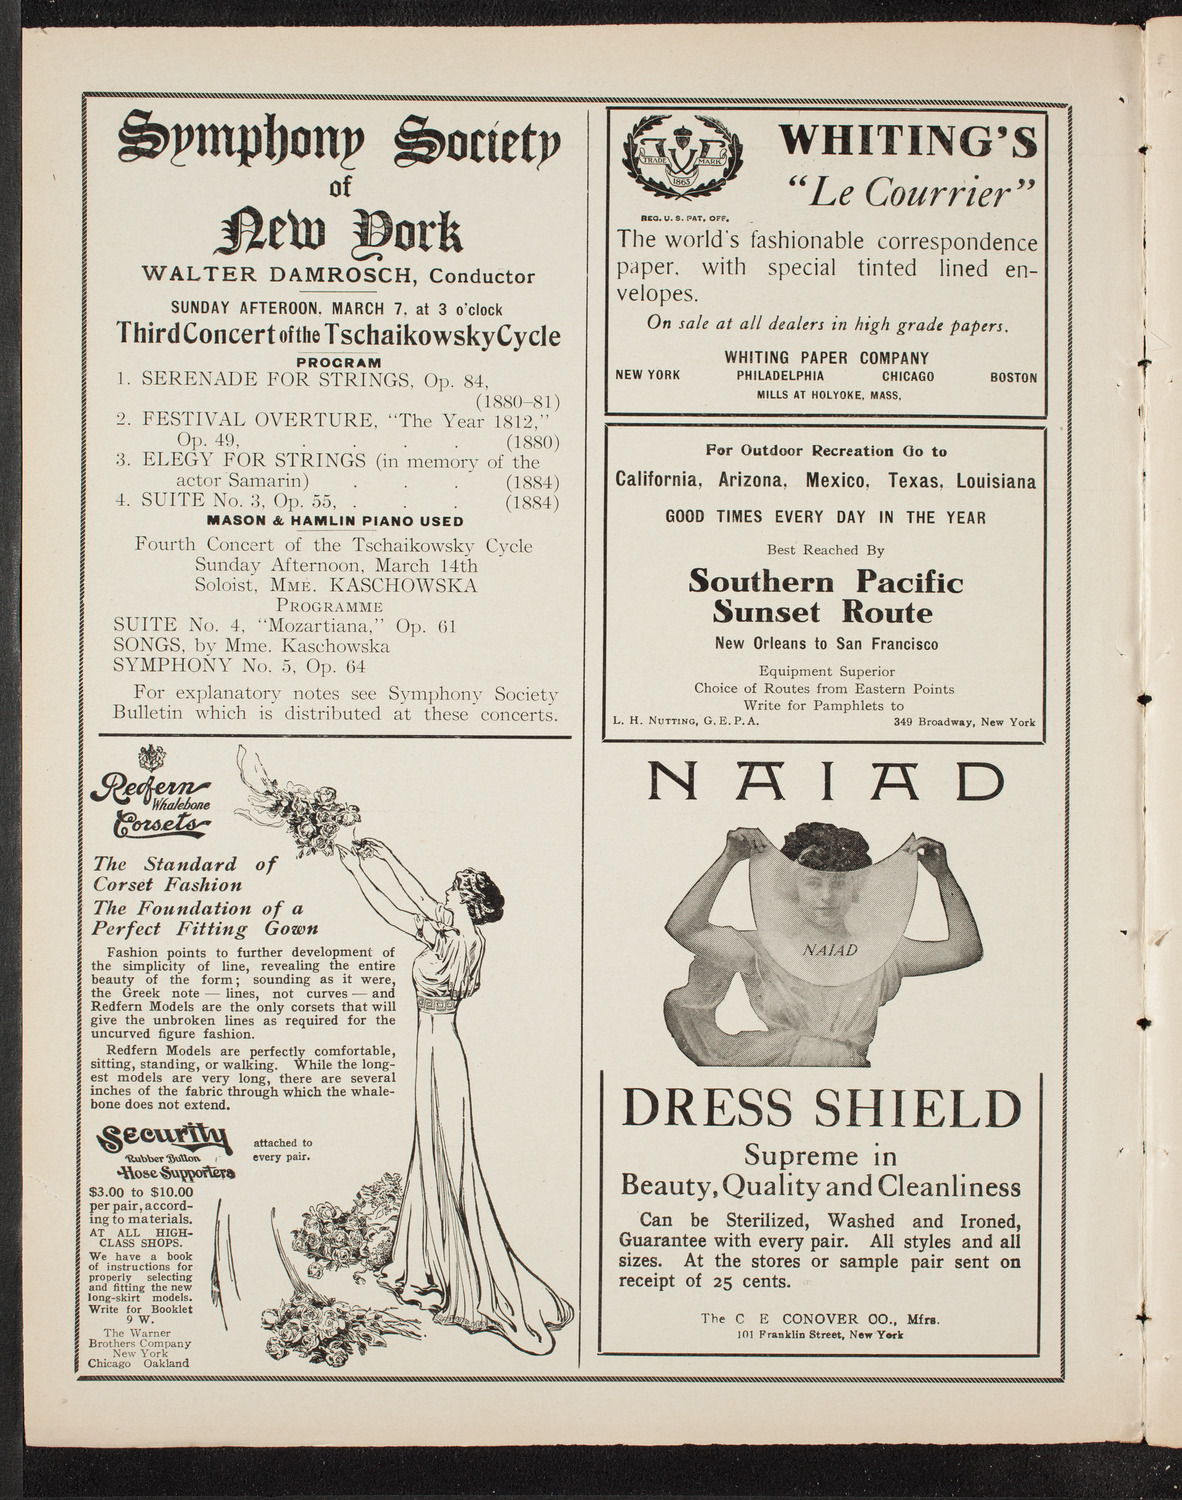 Symphony Society
of
New York
WALTER DAMROSCH, Conductor
SUNDAY AFTEROON, MARCH 7, at 3 o'clock
Third Concert of the Tschaikowsky Cycle
PROGRAM
1. SERENADE FOR STRINGS, Op. 84,
(1880-81)
2. FESTIVAL OVERTURE, "The Year 1812,"
Op. 49, . . . . (1880)
3. ELEGY FOR STRINGS (in memory of the
actor Samarin) . . . (1884)
4. SUITE No. 3, Op. 55, . . . (1884)
MASON & HAMLIN PIANO USED
Fourth Concert of the Tschaikowsky Cycle
Sunday Afternoon, March 14th
Soloist, MME. KASCHOWSKA
PROGRAMME
SUITE No. 4, "Mozartiana," Op. 61
SONGS, by Mme. Kaschowska
SYMPHONY No. 5, Op. 64
For explanatory notes see Symphony Society
Bulletin which is distributed at these concerts.
Redfern
Whalebone
Corsets
The Standard of
Corset Fashion
The Foundation of a
Perfect Fitting Gown
Fashion points to further development of
the simplicity of line, revealing the entire
beauty of the form; sounding as it were,
the Greek note — lines, not curves — and
Redfern Models are the only corsets that will
give the unbroken lines as required for the
uncurved figure fashion.
Redfern Models are perfectly comfortable,
sitting, standing, or walking. While the long-
est models are very long, there are several
inches of the fabric through which the whale-
bone does not extend.
Security
Rubber Button
Hose Supporters
attached to
every pair.
$3.00 to $10.00
per pair, accord-
ing to materials.
AT ALL HIGH-
CLASS SHOPS.
We have a book
of instructions for
properly selecting
and fitting the new
long-skirt models.
Write for Booklet
9 W.
The Warner
Brothers Company
New York
Chicago Oakland
TRADE MARK
1865
REG. U. S. PAT. OFF.
WHITING'S
"Le Courrier"
The world's fashionable correspondence
paper, with special tinted lined en-
velopes.
On sale at all dealers in high grade papers.
WHITING PAPER COMPANY
NEW YORK PHILADELPHIA CHICAGO BOSTON
MILLS AT HOLYOKE, MASS.
For Outdoor Recreation Go to
California, Arizona, Mexico, Texas, Louisiana
GOOD TIMES EVERY DAY IN THE YEAR
Best Reached By
Southern Pacific
Sunset Route
New Orleans to San Francisco
Equipment Superior
Choice of Routes from Eastern Points
Write for Pamphlets to
L. H. NUTTING, G. E. P. A. 349 Broadway, New York
NAIAD
NAIAD
DRESS SHIELD
Supreme in
Beauty, Quality and Cleanliness
Can be Sterilized, Washed and Ironed,
Guarantee with every pair. All styles and all
sizes. At the stores or sample pair sent on
receipt of 25 cents.
The C E CONOVER CO., Mfrs.
101 Franklin Street, New York